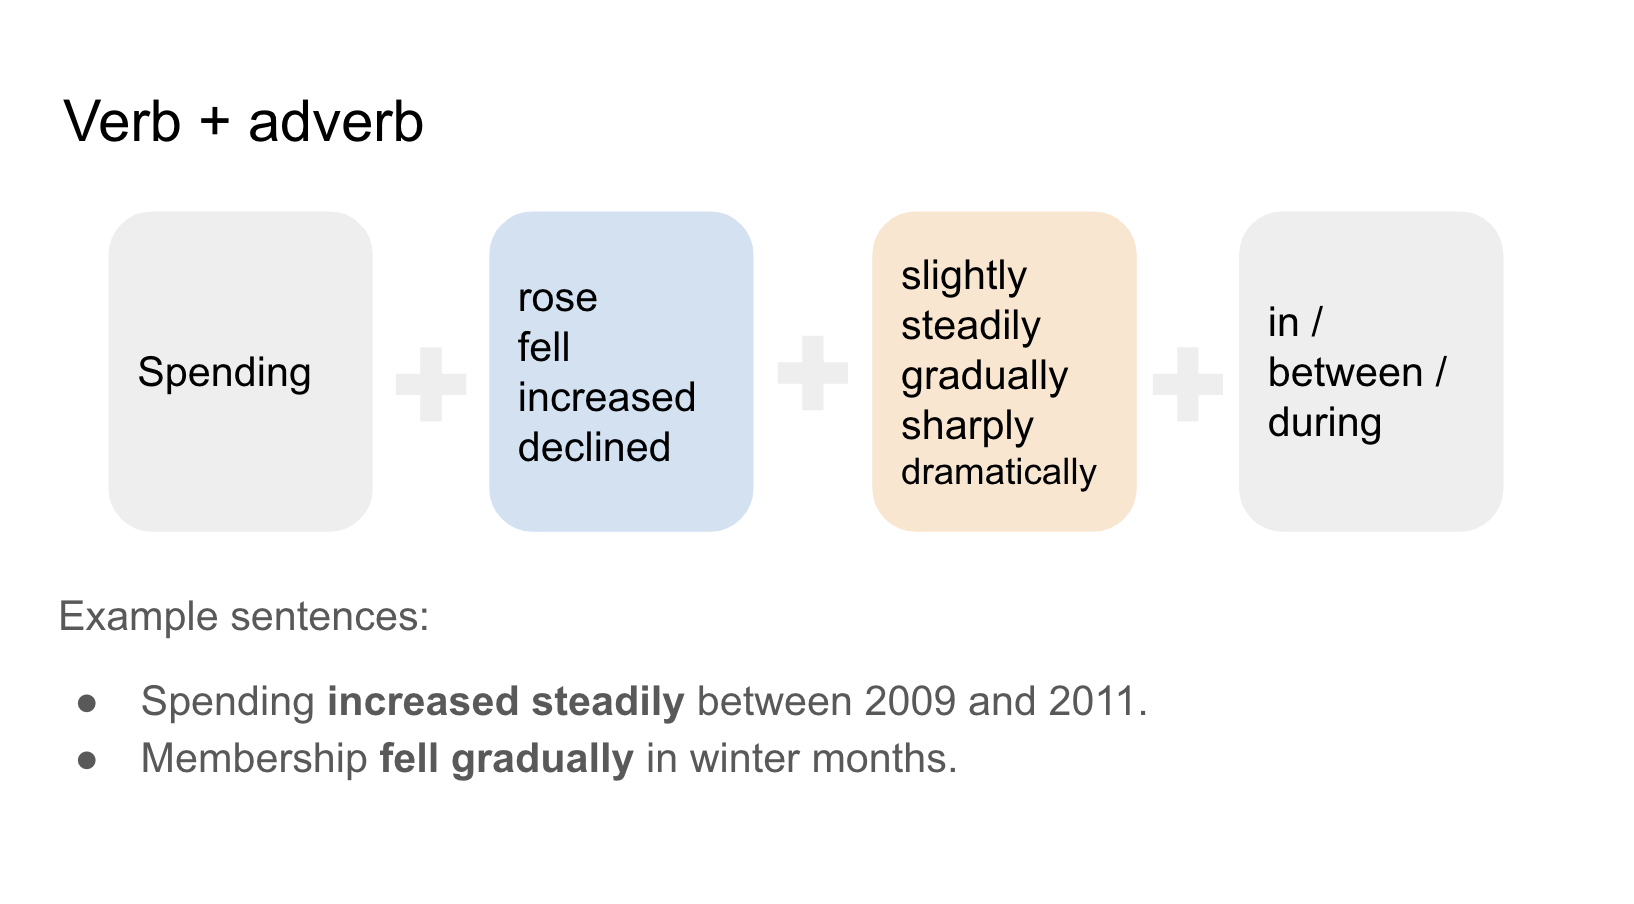 Verb + adverb
Spending
rose
fell
increased
declined
slightly
steadily
gradually
sharply
dramatically
in /
between /
during
Example sentences:
● Spending increased steadily between 2009 and 2011.
● Membership fell gradually in winter months.